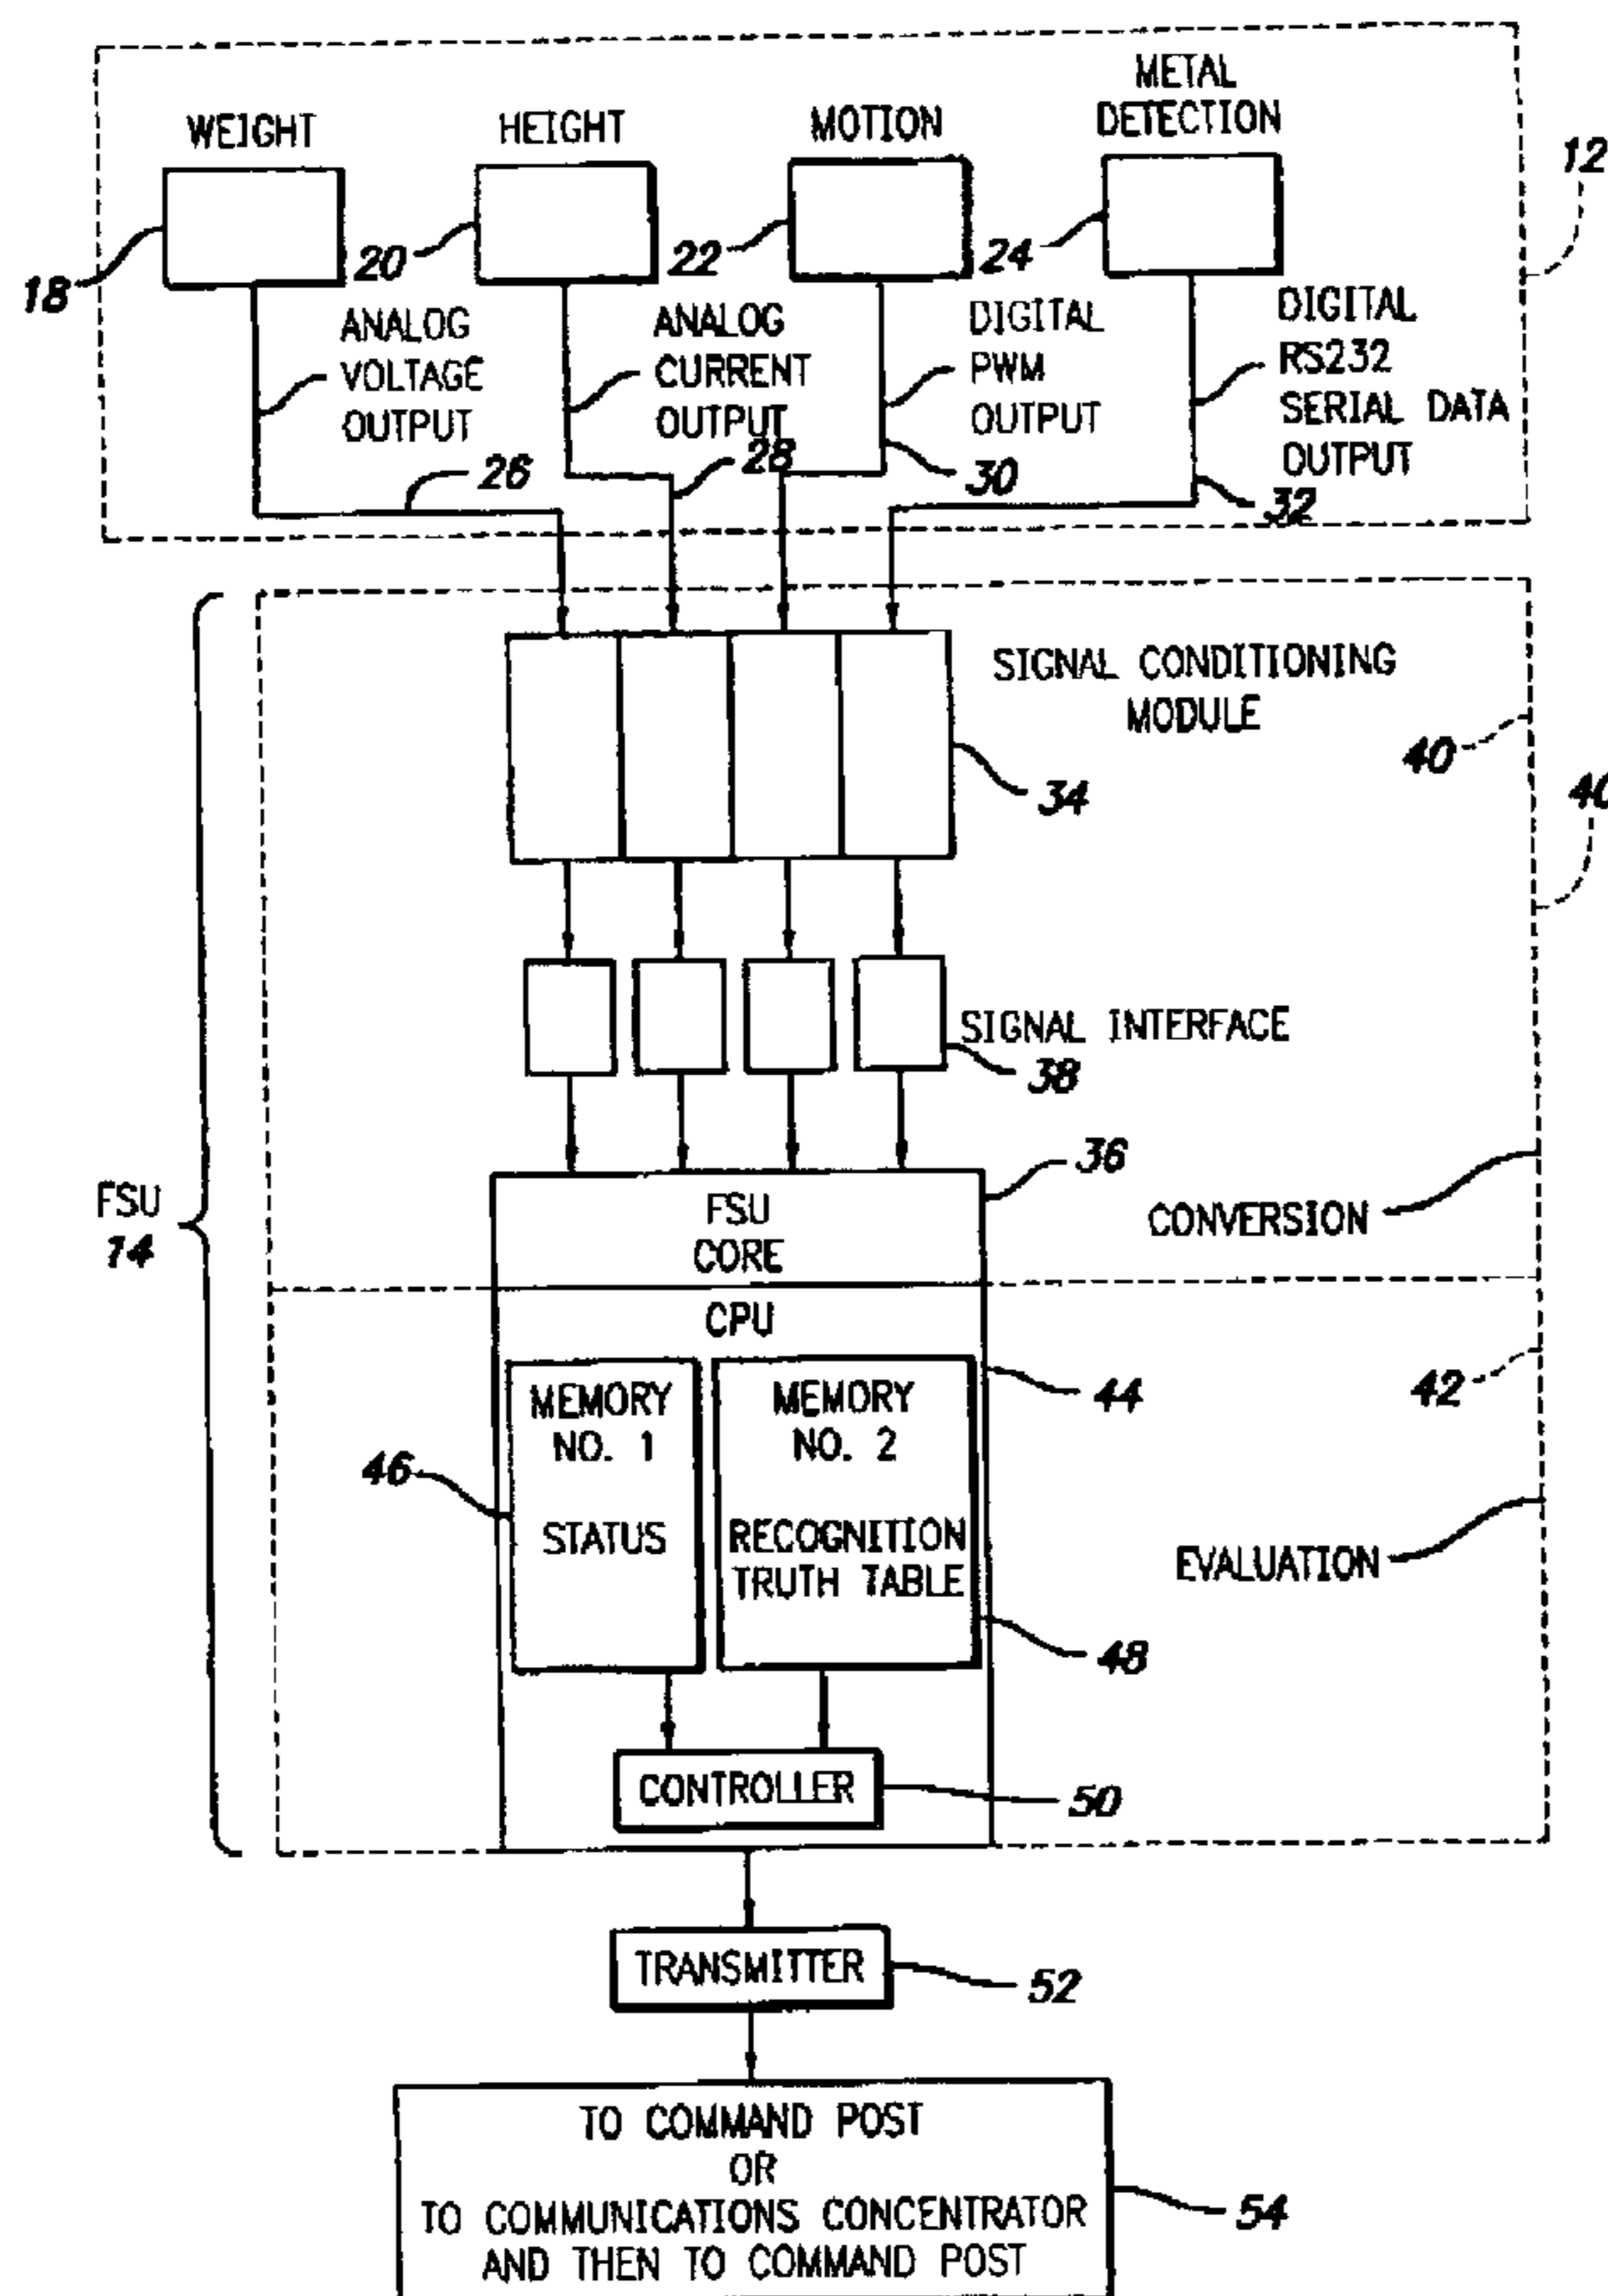 METAL
WEIGHT HEIGHT MOTION DETECTION
12
18 20 22 24
ANALOG
VOLTAGE
OUTPUT
ANALOG
CURRENT
OUTPUT
DIGITAL
PWM
OUTPUT
DIGITAL
RS232
SERIAL DATA
OUTPUT
26 28 30 32
SIGNAL CONDITIONING
MODULE
40
34
40
SIGNAL INTERFACE
38
36
FSU
14
FSU
CORE
CONVERSION
CPU
MEMORY
NO. 1
STATUS
MEMORY
NO. 2
RECOGNITION
TRUTH TABLE
44
42
46
EVALUATION
48
CONTROLLER
50
TRANSMITTER
52
TO COMMAND POST
OR
TO COMMUNICATIONS CONCENTRATOR
AND THEN TO COMMAND POST
54